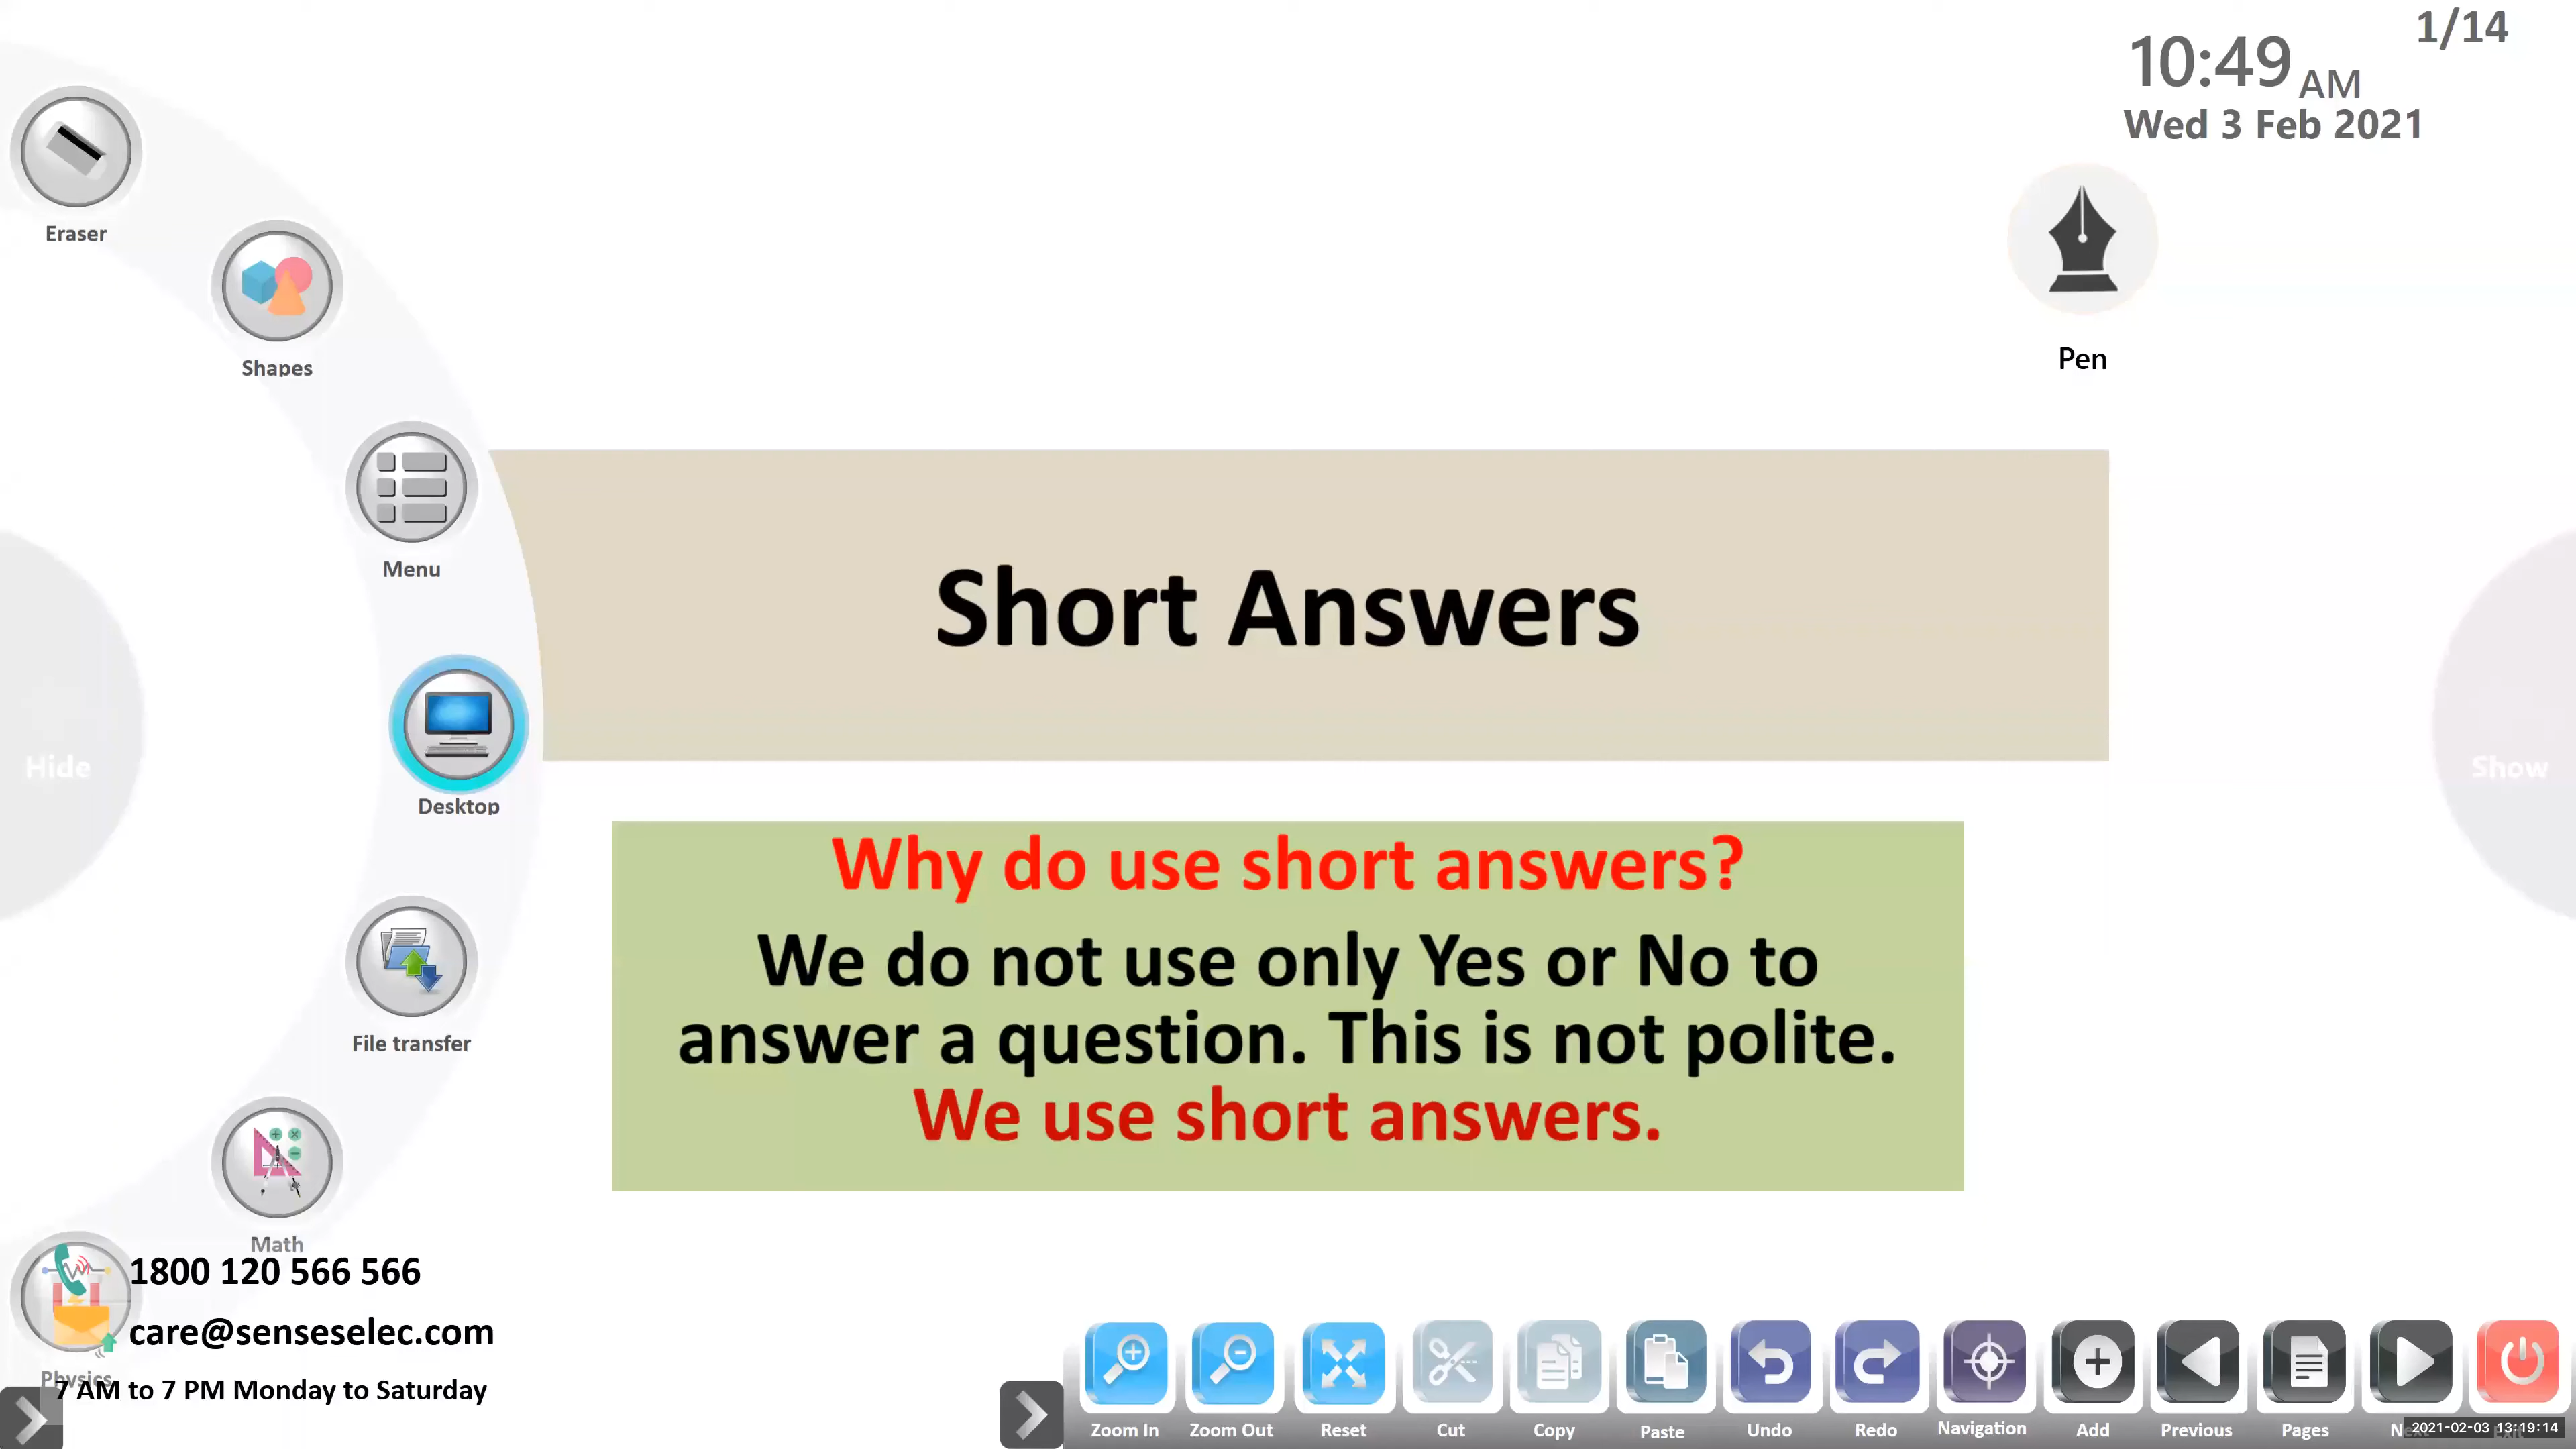 1/14
10:49 AM
Wed 3 Feb 2021
Eraser
Shapes
Pen
Menu
Short Answers
Hide
Show
Desktop
Why do use short answers?
We do not use only Yes or No to
answer a question. This is not polite.
We use short answers.
File transfer
Math
1800 120 566 566
care@senseselec.com
Physics
7 AM to 7 PM Monday to Saturday
Zoom In
Zoom Out
Reset
Cut
Copy
Paste
Undo
Redo
Navigation
Add
Previous
Pages
2021-02-03 13:19:14